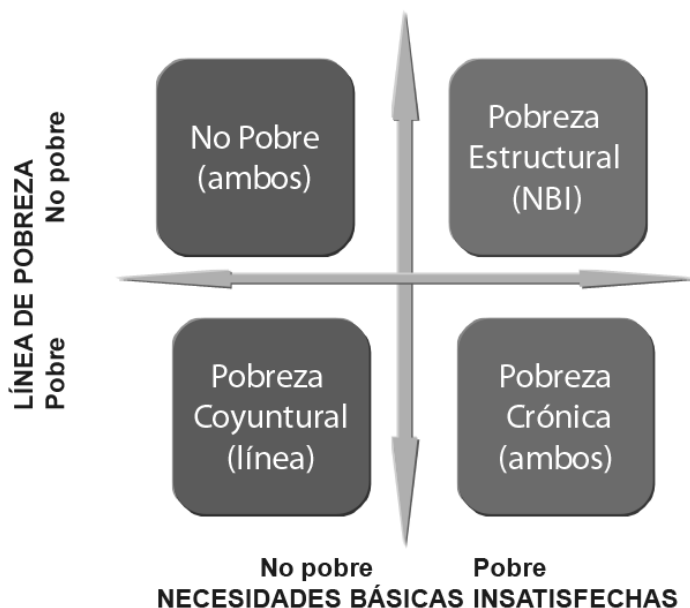 LÍNEA DE POBREZA
No pobre
Pobre
No Pobre
(ambos)
Pobreza
Estructural
(NBI)
Pobreza
Coyuntural
(línea)
Pobreza
Crónica
(ambos)
No pobre
Pobre
NECESIDADES BÁSICAS INSATISFECHAS